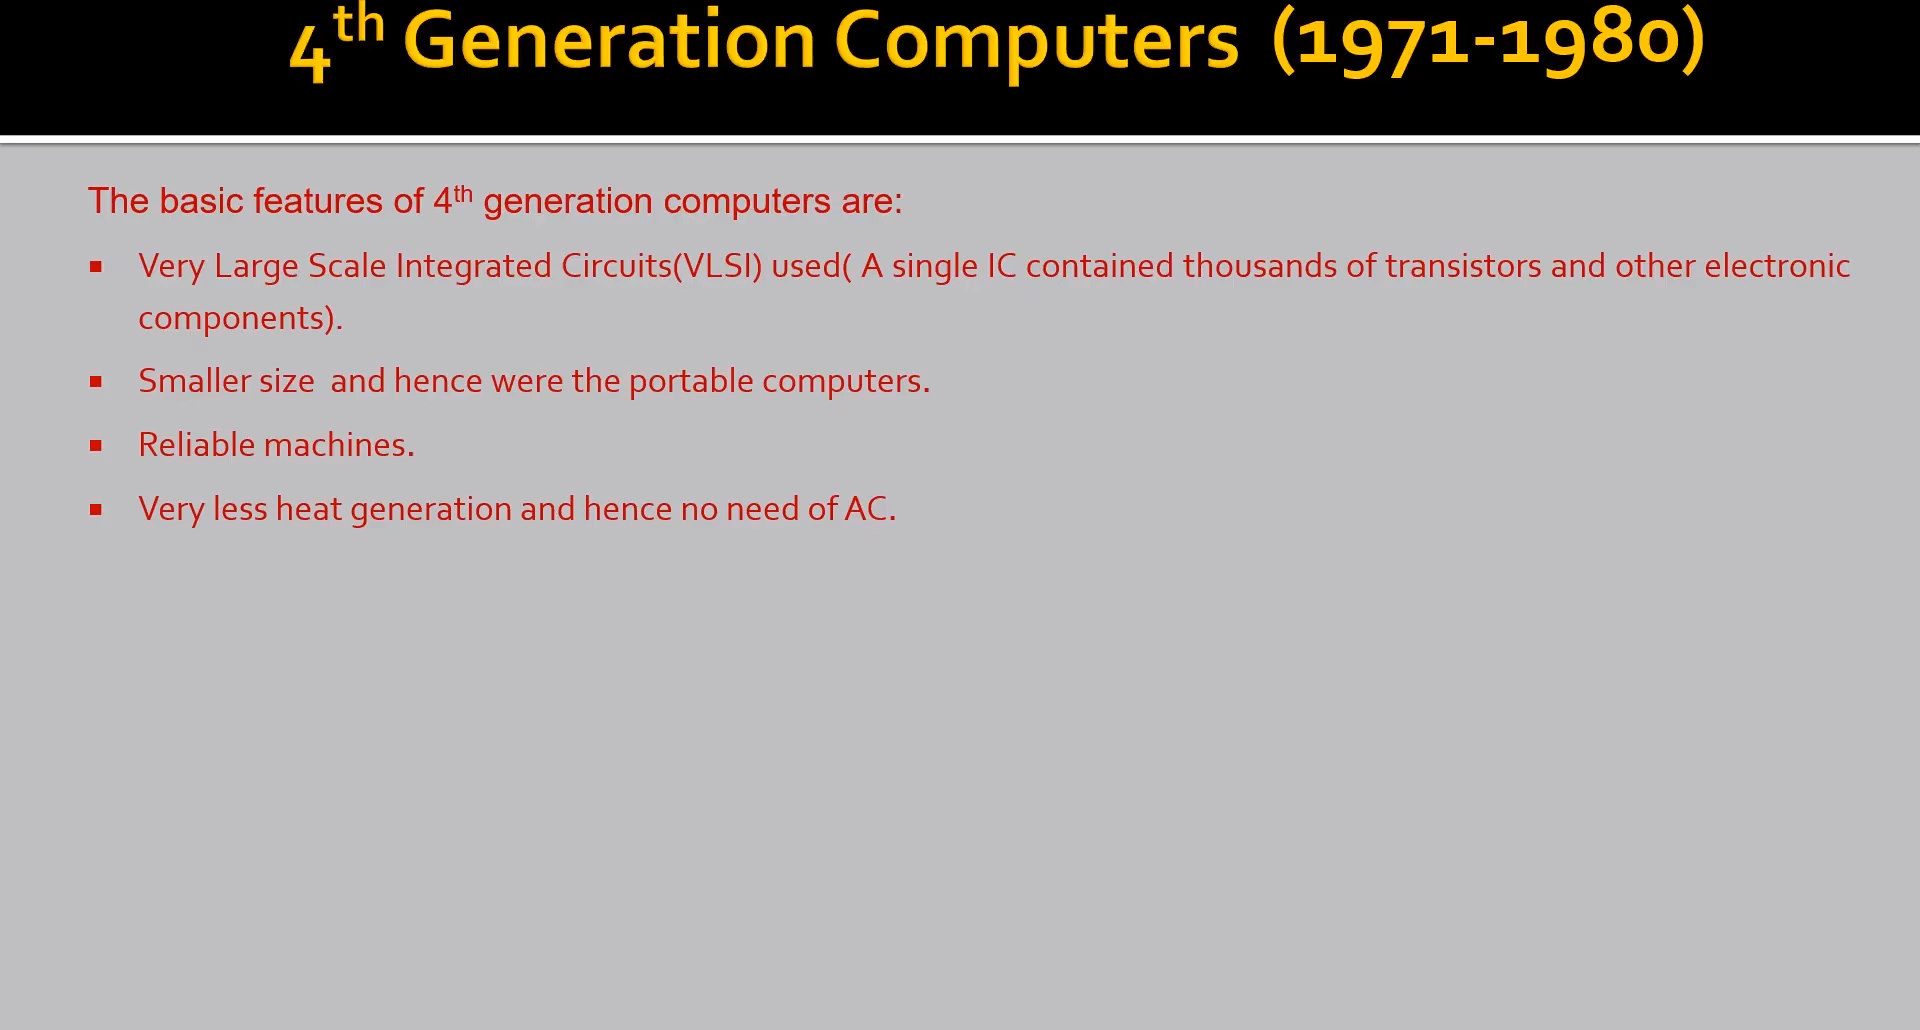 4th Generation Computers (1971-1980)
The basic features of 4th generation computers are:
▪ Very Large Scale Integrated Circuits(VLSI) used( A single IC contained thousands of transistors and other electronic
components).
▪ Smaller size  and hence were the portable computers.
▪ Reliable machines.
▪ Very less heat generation and hence no need of AC.